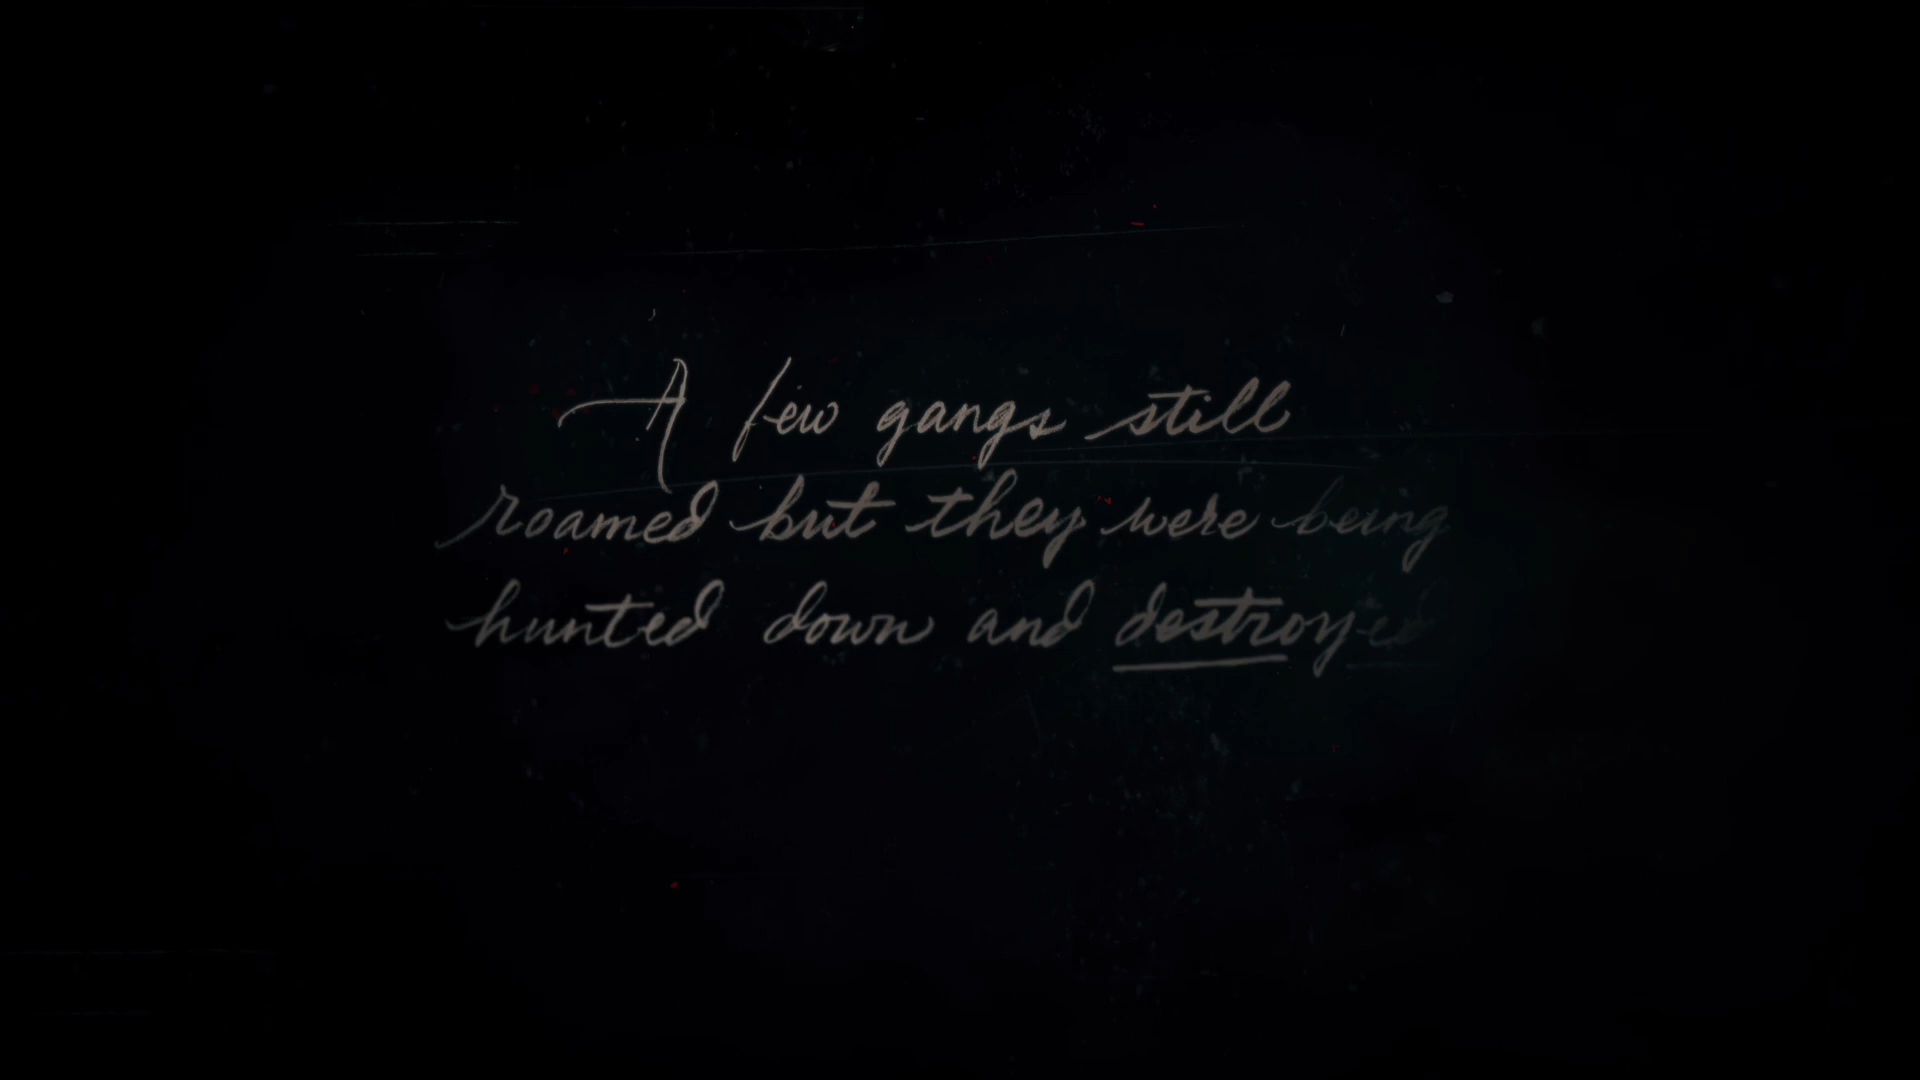 A few gangs still
roamed but they were being
hunted down and destroyed